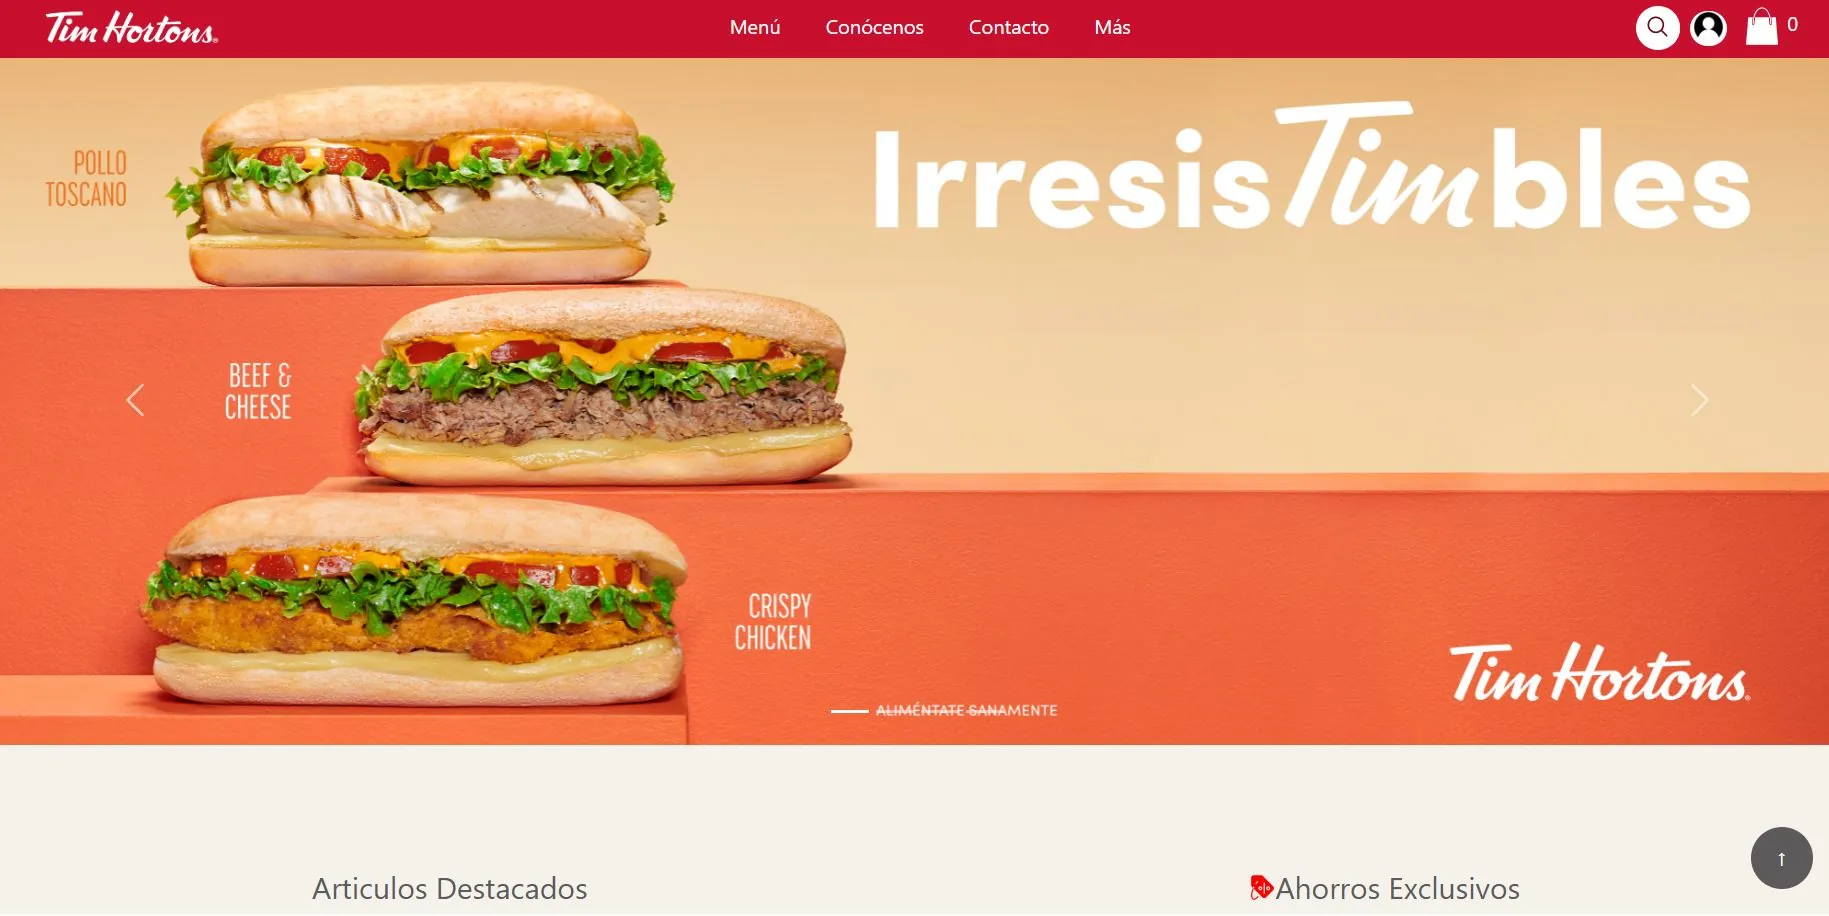 Tim Hortons®
Menú
Conócenos
Contacto
Más
0
IrresisTimbles
POLLO
TOSCANO
BEEF &
CHEESE
CRISPY
CHICKEN
Tim Hortons®
ALIMÉNTATE SANAMENTE
Articulos Destacados
Ahorros Exclusivos